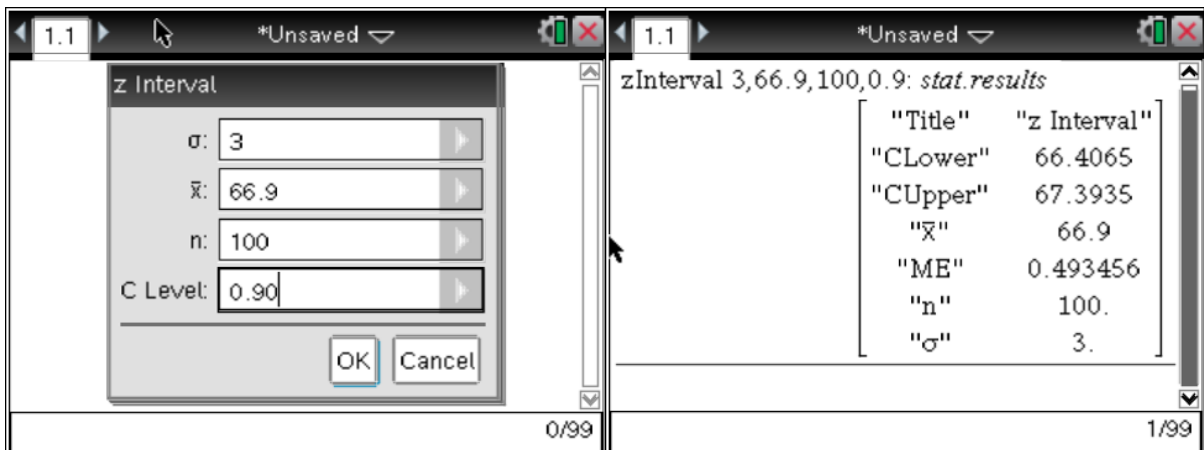 1.1 *Unsaved
z Interval
σ: 3
x̄: 66.9
n: 100
C Level: 0.90
OK Cancel
0/99
1.1 *Unsaved
zInterval 3,66.9,100,0.9: stat.results
"Title" "z Interval"
"CLower" 66.4065
"CUpper" 67.3935
"x̄" 66.9
"ME" 0.493456
"n" 100.
"σ" 3.
1/99